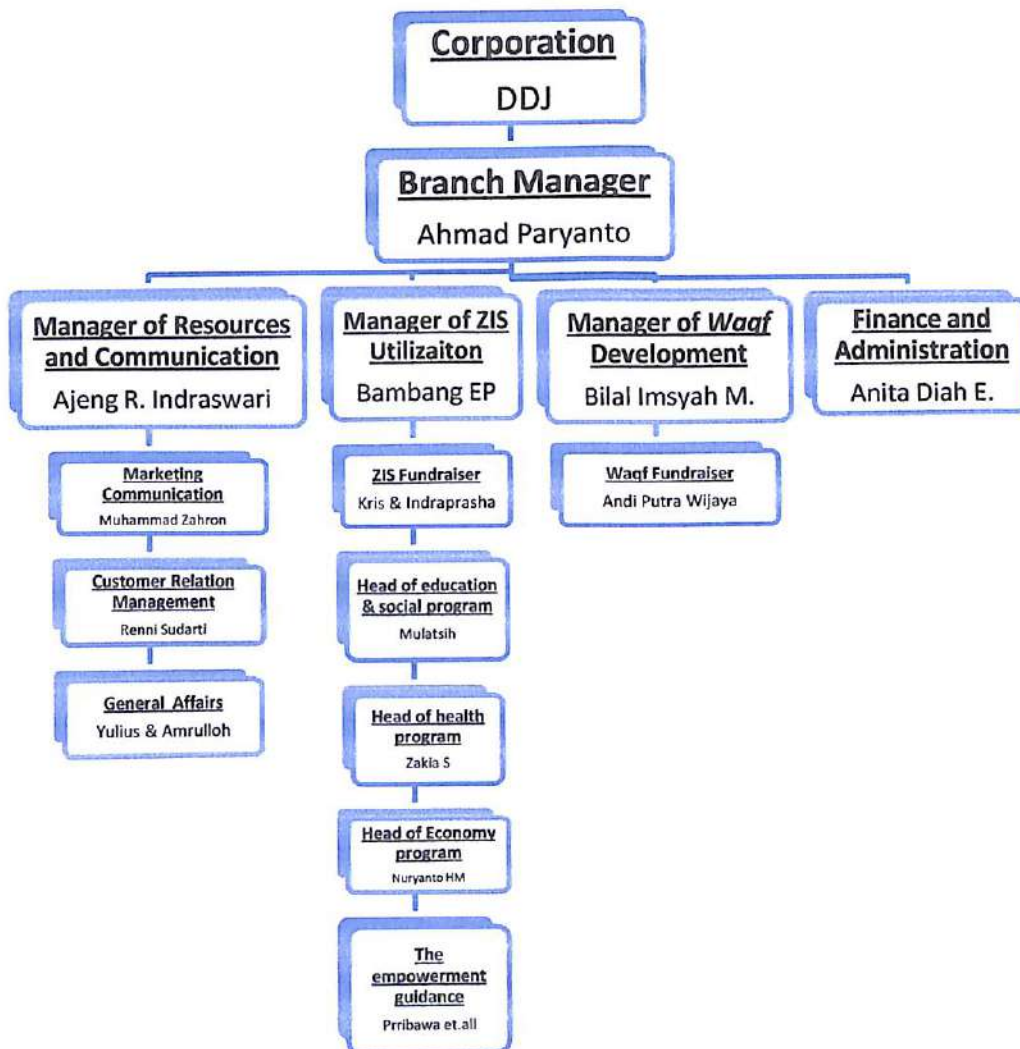 Corporation
DDJ
Branch Manager
Ahmad Paryanto
Manager of Resources
and Communication
Ajeng R. Indraswari
Manager of ZIS
Utilizaiton
Bambang EP
Manager of Waqf
Development
Bilal Imsyah M.
Finance and
Administration
Anita Diah E.
Marketing
Communication
Muhammad Zahron
Customer Relation
Management
Renni Sudarti
General Affairs
Yulius & Amrulloh
ZIS Fundraiser
Kris & Indraprasha
Head of education
& social program
Mulatsih
Head of health
program
Zakia S
Head of Economy
program
Nuryanto HM
The
empowerment
guidance
Prribawa et.all
Waqf Fundraiser
Andi Putra Wijaya